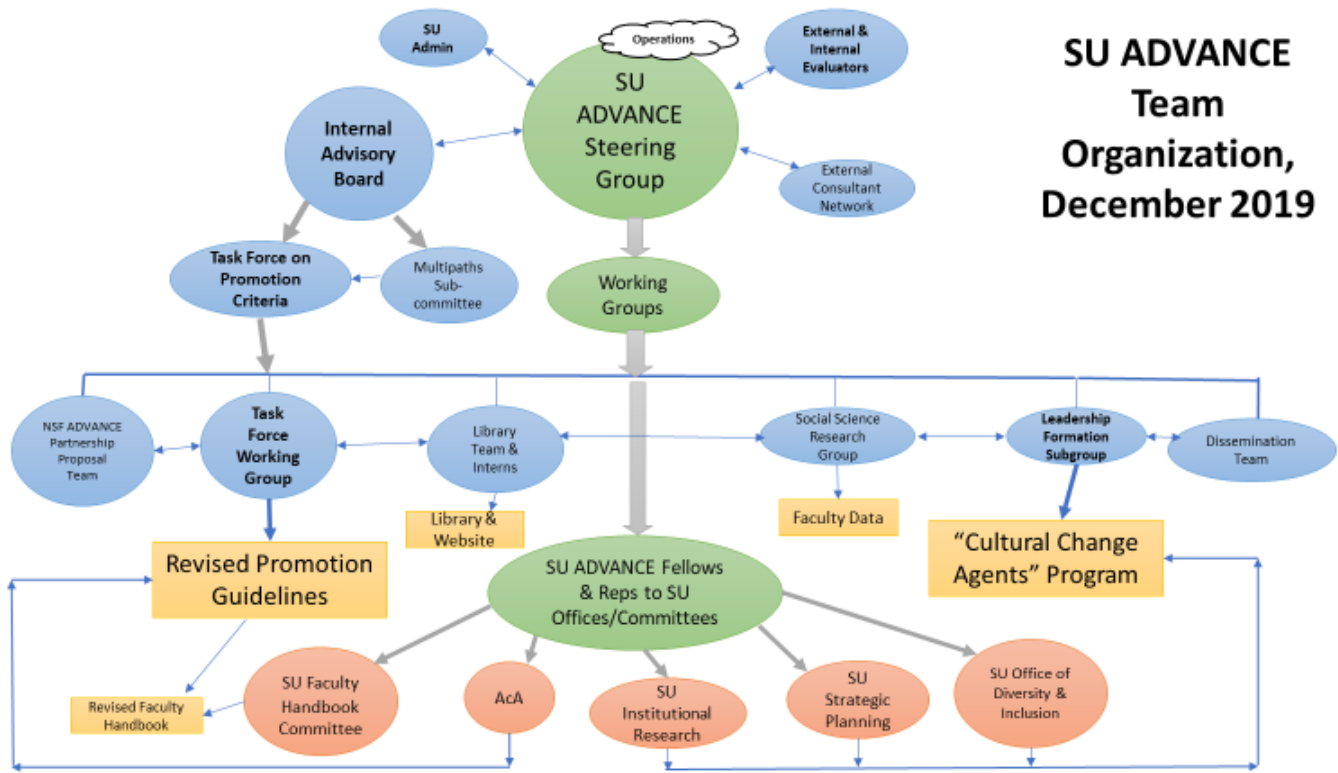 SU
Admin
Operations
External &
Internal
Evaluators
SU ADVANCE
Team
Organization,
December 2019
SU
ADVANCE
Steering
Group
Internal
Advisory
Board
External
Consultant
Network
Task Force on
Promotion
Criteria
Multipaths
Sub-
committee
Working
Groups
NSF ADVANCE
Partnership
Proposal
Team
Task
Force
Working
Group
Library
Team &
Interns
Social Science
Research
Group
Leadership
Formation
Subgroup
Dissemination
Team
Library &
Website
Faculty Data
Revised Promotion
Guidelines
"Cultural Change
Agents" Program
SU ADVANCE Fellows
& Reps to SU
Offices/Committees
Revised Faculty
Handbook
SU Faculty
Handbook
Committee
AcA
SU
Institutional
Research
SU
Strategic
Planning
SU Office of
Diversity &
Inclusion